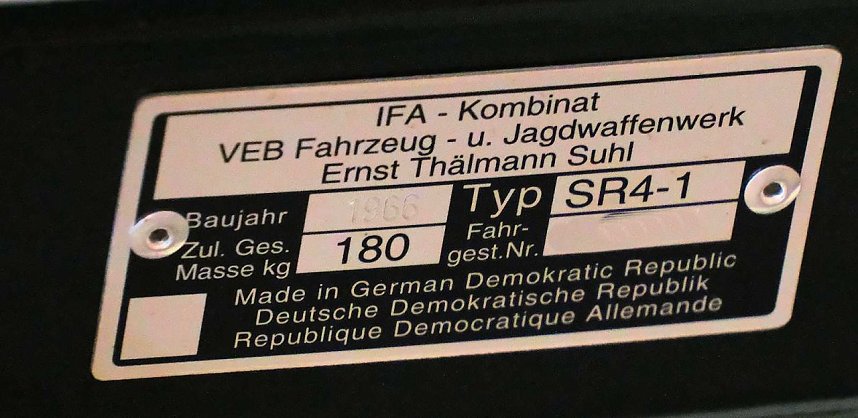 IFA - Kombinat
VEB Fahrzeug - u. Jagdwaffenwerk
Ernst Thälmann Suhl
Baujahr 1966 Typ SR4-1
Zul. Ges. Masse kg 180 Fahr-gest.Nr.
Made in German Demokratic Republic
Deutsche Demokratische Republik
Republique Democratique Allemande